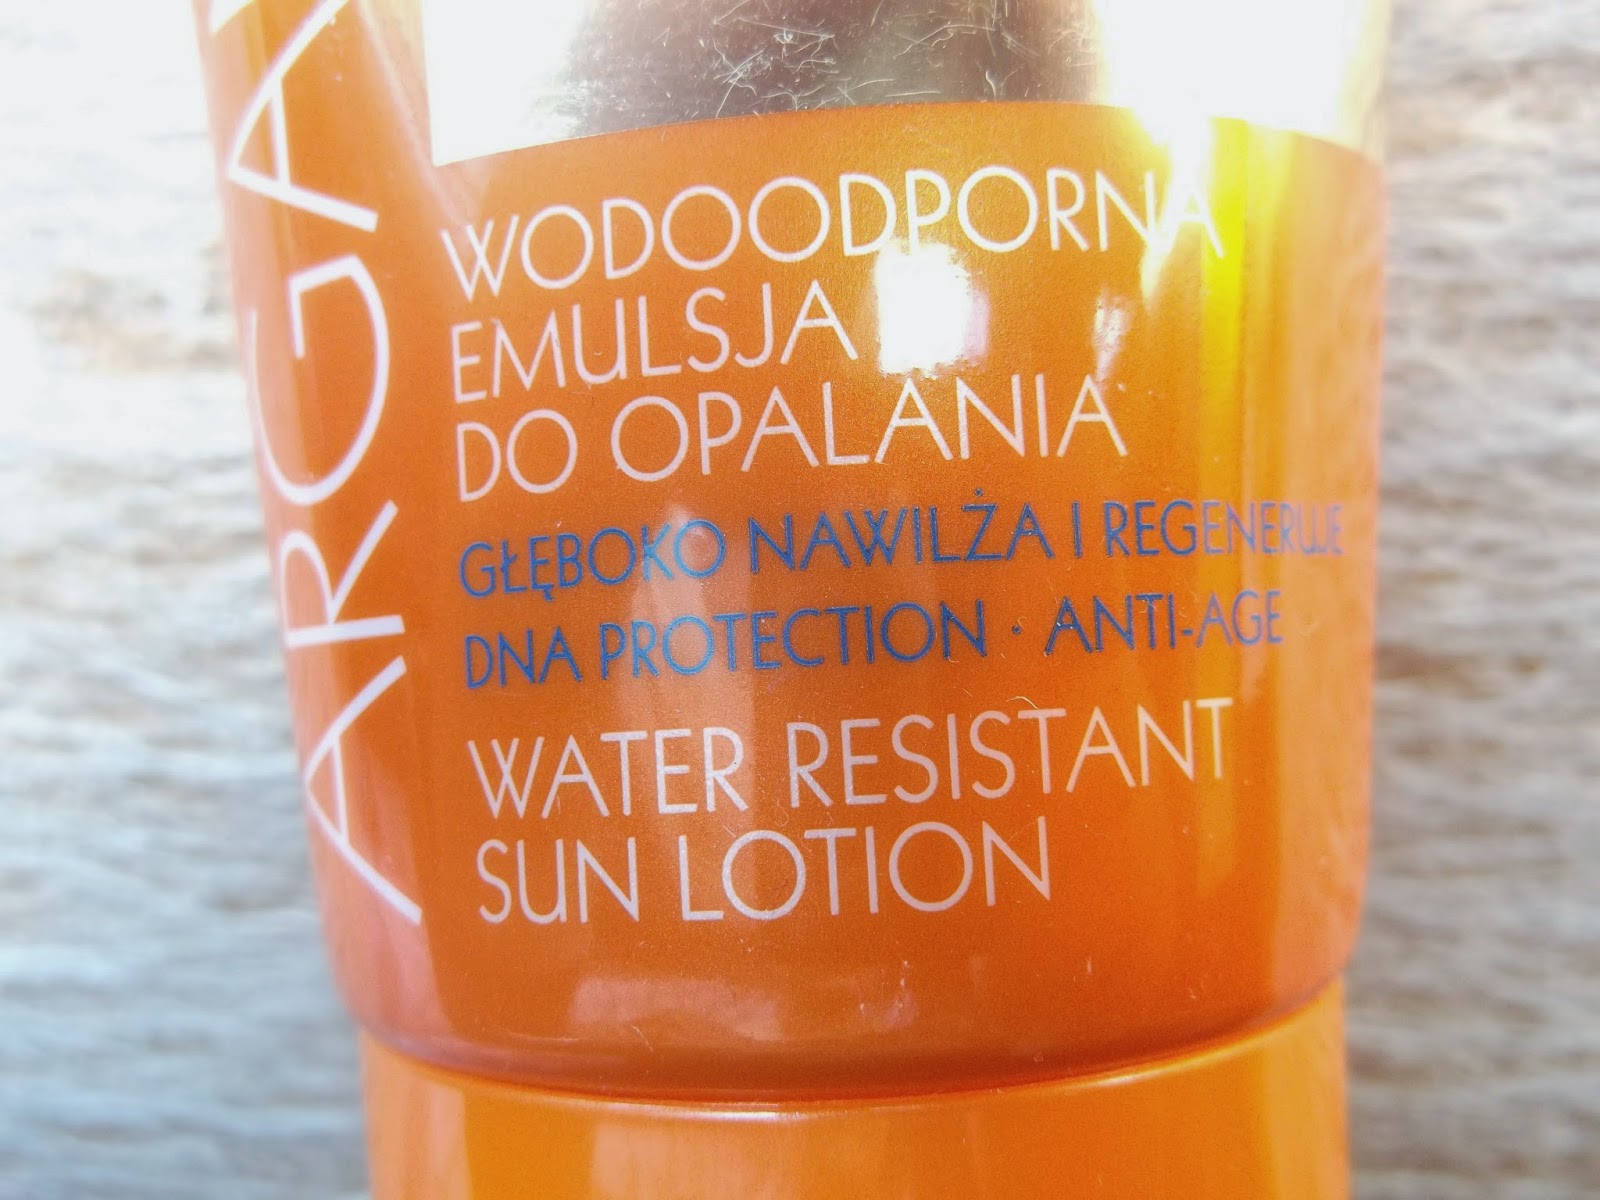 WODOODPORNA
EMULSJA
DO OPALANIA
GŁĘBOKO NAWILŻA I REGENERUJE
DNA PROTECTION · ANTI-AGE
WATER RESISTANT
SUN LOTION